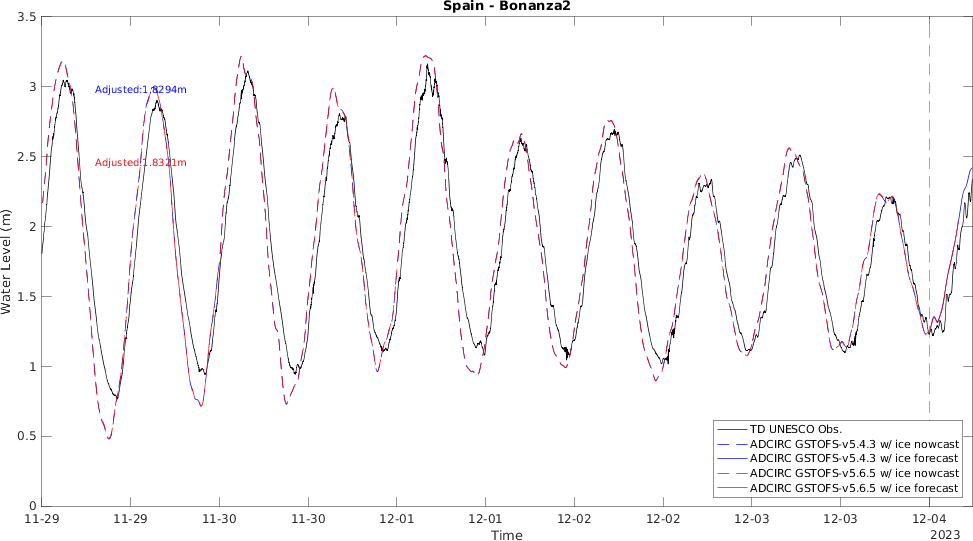 Spain - Bonanza2
3.5
3
2.5
2
1.5
1
0.5
0
Water Level (m)
Adjusted:1.8294m
Adjusted:1.8321m
TD UNESCO Obs.
ADCIRC GSTOFS-v5.4.3 w/ ice nowcast
ADCIRC GSTOFS-v5.4.3 w/ ice forecast
ADCIRC GSTOFS-v5.6.5 w/ ice nowcast
ADCIRC GSTOFS-v5.6.5 w/ ice forecast
11-29 11-29 11-30 11-30 12-01 12-01 12-02 12-02 12-03 12-03 12-04
2023
Time